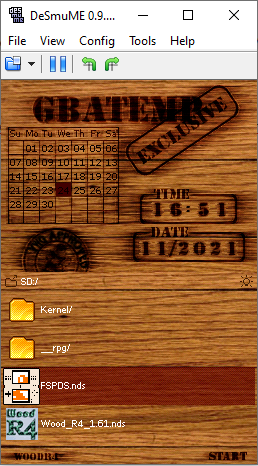 DeSmuME 0.9....
File View Config Tools Help
GBATEMP
EXCLUSIVE
Su Mo Tu We Th Fr Sa
01 02 03 04 05 06
07 08 09 10 11 12 13
14 15 16 17 18 19 20
21 22 23 25 26 27
28 29 30
TIME
16:51
DATE
11/2021
SD:/
Kernel/
__rpg/
FSPDS.nds
Wood R4
Wood_R4_1.61.nds
WOODR4
START